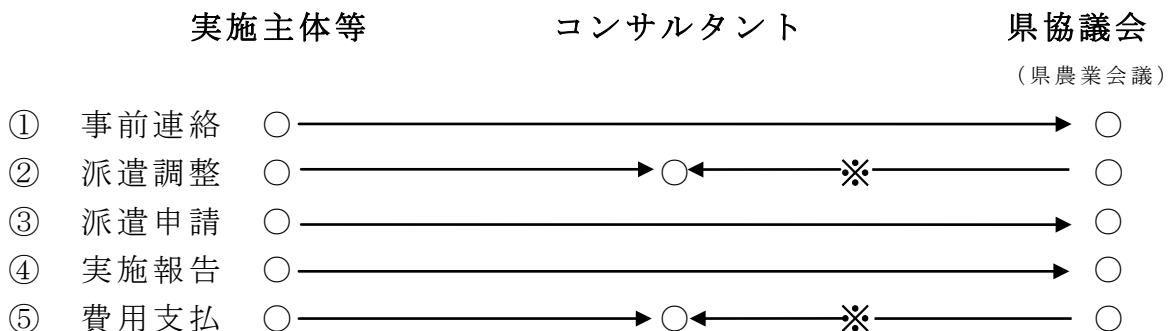 実施主体等 コンサルタント 県協議会
(県農業会議)
① 事前連絡 ○ ○
② 派遣調整 ○ ○ ※ ○
③ 派遣申請 ○ ○
④ 実施報告 ○ ○
⑤ 費用支払 ○ ○ ※ ○